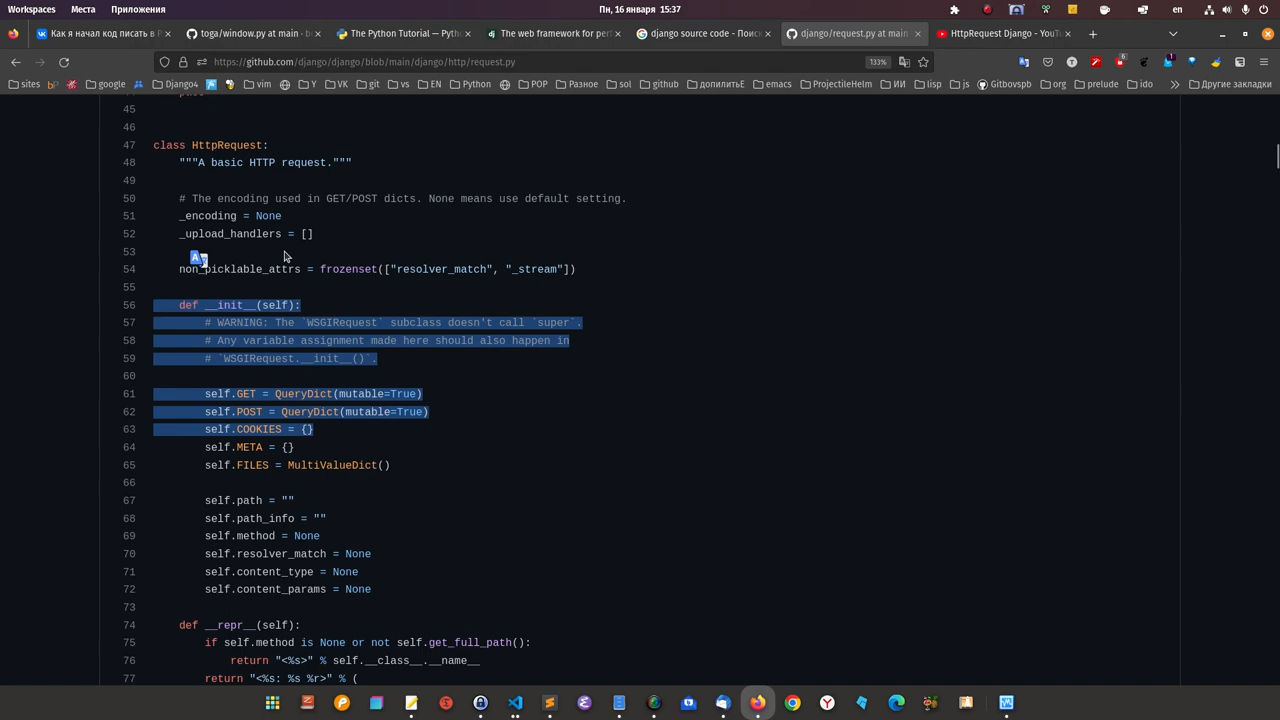 Workspaces Места Приложения Пн, 16 января 15:37 en
Как я начал код писать в P toga/window.py at main · b The Python Tutorial — Pytho The web framework for perf django source code - Поис django/request.py at main HttpRequest Django - YouTu
https://github.com/django/django/blob/main/django/http/request.py 133%
sites google Django4 vim Y VK git vs EN Python POP Разное sol github допилитьЕ emacs ProjectileHelm ИИ lisp js Gitbovspb org prelude ido Другие закладки
45
46
47 class HttpRequest:
48 """A basic HTTP request."""
49
50 # The encoding used in GET/POST dicts. None means use default setting.
51 _encoding = None
52 _upload_handlers = []
53
54 non_picklable_attrs = frozenset(["resolver_match", "_stream"])
55
56 def __init__(self):
57 # WARNING: The `WSGIRequest` subclass doesn't call `super`.
58 # Any variable assignment made here should also happen in
59 # `WSGIRequest.__init__()`.
60
61 self.GET = QueryDict(mutable=True)
62 self.POST = QueryDict(mutable=True)
63 self.COOKIES = {}
64 self.META = {}
65 self.FILES = MultiValueDict()
66
67 self.path = ""
68 self.path_info = ""
69 self.method = None
70 self.resolver_match = None
71 self.content_type = None
72 self.content_params = None
73
74 def __repr__(self):
75 if self.method is None or not self.get_full_path():
76 return "<%s>" % self.__class__.__name__
77 return "<%s: %s %r>" % (